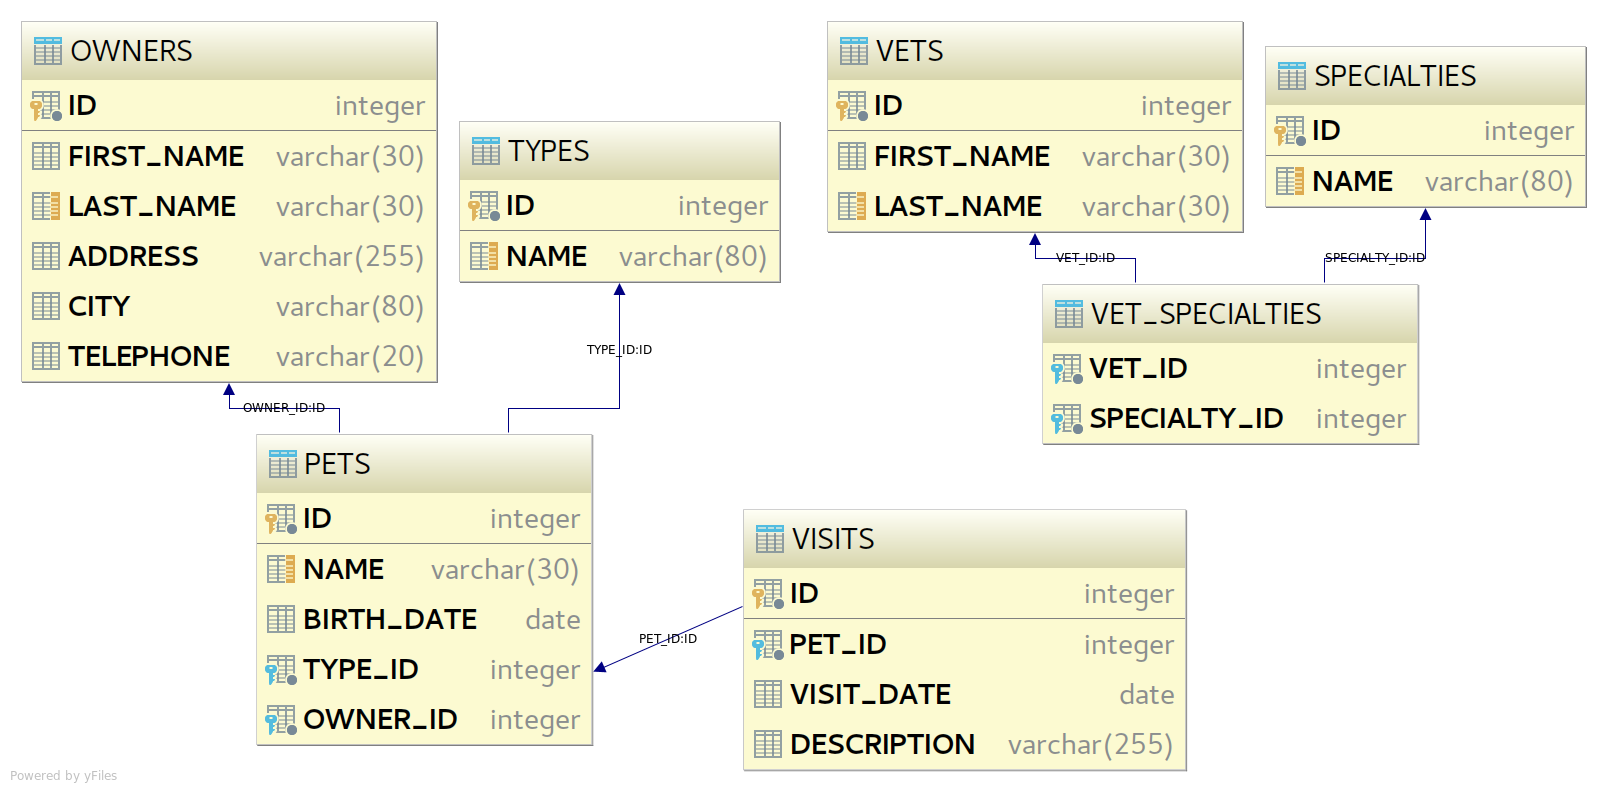 OWNERS
ID integer
FIRST_NAME varchar(30)
LAST_NAME varchar(30)
ADDRESS varchar(255)
CITY varchar(80)
TELEPHONE varchar(20)
TYPES
ID integer
NAME varchar(80)
VETS
ID integer
FIRST_NAME varchar(30)
LAST_NAME varchar(30)
SPECIALTIES
ID integer
NAME varchar(80)
VET_ID:ID
SPECIALTY_ID:ID
VET_SPECIALTIES
VET_ID integer
SPECIALTY_ID integer
TYPE_ID:ID
OWNER_ID:ID
PETS
ID integer
NAME varchar(30)
BIRTH_DATE date
TYPE_ID integer
OWNER_ID integer
PET_ID:ID
VISITS
ID integer
PET_ID integer
VISIT_DATE date
DESCRIPTION varchar(255)
Powered by yFiles